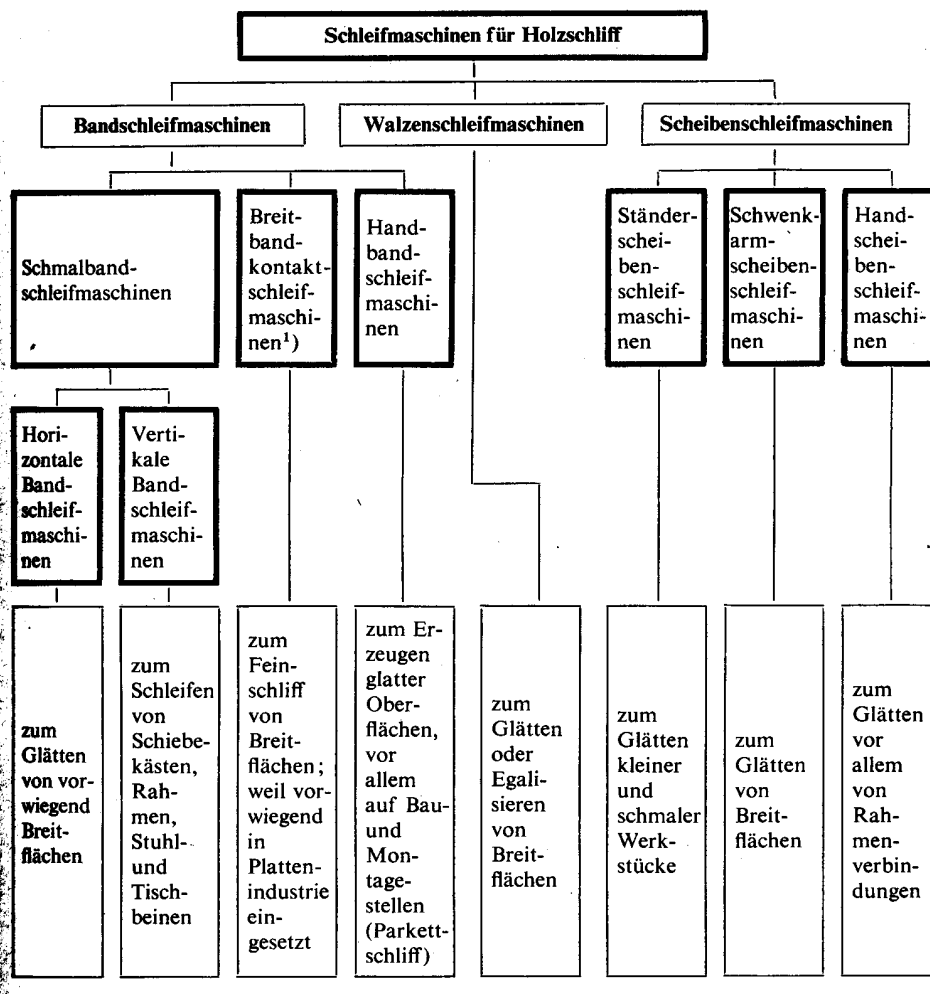 Schleifmaschinen für Holzschliff
Bandschleifmaschinen
Walzenschleifmaschinen
Scheibenschleifmaschinen
Schmalband-
schleifmaschinen
Breit-
band-
kontakt-
schleif-
maschi-
nen¹)
Hand-
band-
schleif-
maschi-
nen
Ständer-
schei-
ben-
schleif-
maschi-
nen
Schwenk-
arm-
scheiben-
schleif-
maschi-
nen
Hand-
schei-
ben-
schleif-
maschi-
nen
Hori-
zontale
Band-
schleif-
maschi-
nen
Verti-
kale
Band-
schleif-
maschi-
nen
zum
Glätten
von vor-
wiegend
Breit-
flächen
zum
Schleifen
von
Schiebe-
kästen,
Rah-
men,
Stuhl-
und
Tisch-
beinen
zum
Fein-
schliff
von
Breit-
flächen;
weil vor-
wiegend
in
Platten-
industrie
ein-
gesetzt
zum Er-
zeugen
glatter
Ober-
flächen,
vor
allem
auf Bau-
und
Mon-
tage-
stellen
(Parkett-
schliff)
zum
Glätten
oder
Egali-
sieren
von
Breit-
flächen
zum
Glätten
kleiner
und
schmaler
Werk-
stücke
zum
Glätten
von
Breit-
flächen
zum
Glätten
vor
allem
von
Rah-
men-
verbin-
dungen